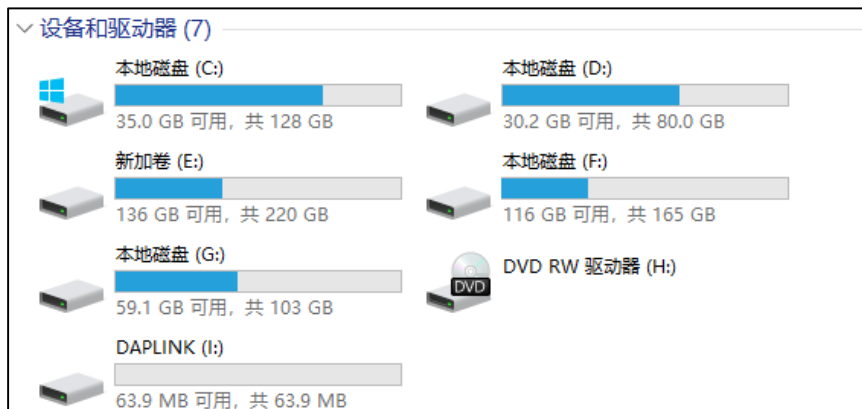 设备和驱动器 (7)
本地磁盘 (C:)
35.0 GB 可用，共 128 GB
本地磁盘 (D:)
30.2 GB 可用，共 80.0 GB
新加卷 (E:)
136 GB 可用，共 220 GB
本地磁盘 (F:)
116 GB 可用，共 165 GB
本地磁盘 (G:)
59.1 GB 可用，共 103 GB
DVD RW 驱动器 (H:)
DVD
DAPLINK (I:)
63.9 MB 可用，共 63.9 MB